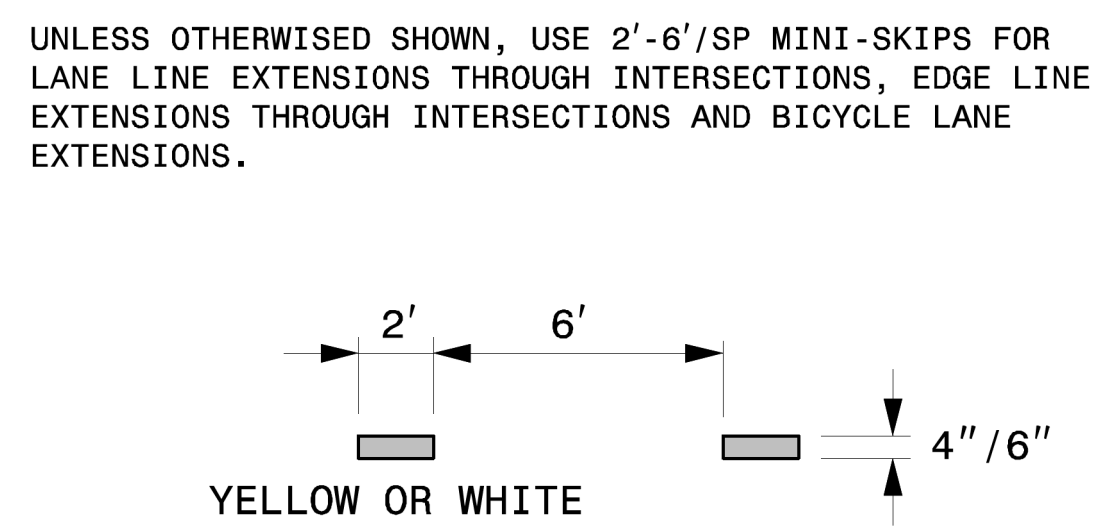 UNLESS OTHERWISED SHOWN, USE 2'-6'/SP MINI-SKIPS FOR
LANE LINE EXTENSIONS THROUGH INTERSECTIONS, EDGE LINE
EXTENSIONS THROUGH INTERSECTIONS AND BICYCLE LANE
EXTENSIONS.
2' 6'
4"/6"
YELLOW OR WHITE